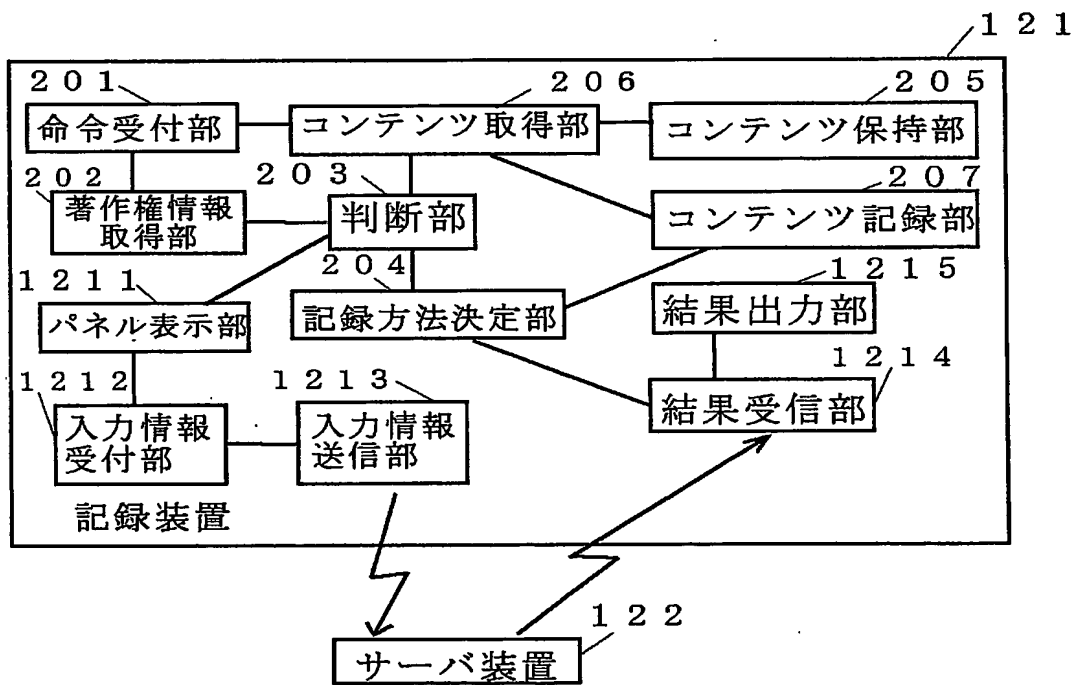 １２１
２０１
２０６
２０５
命令受付部
コンテンツ取得部
コンテンツ保持部
２０２
２０３
２０７
著作権情報
取得部
判断部
コンテンツ記録部
１２１１
２０４
１２１５
パネル表示部
記録方法決定部
結果出力部
１２１２
１２１３
１２１４
入力情報
受付部
入力情報
送信部
結果受信部
記録装置
１２２
サーバ装置